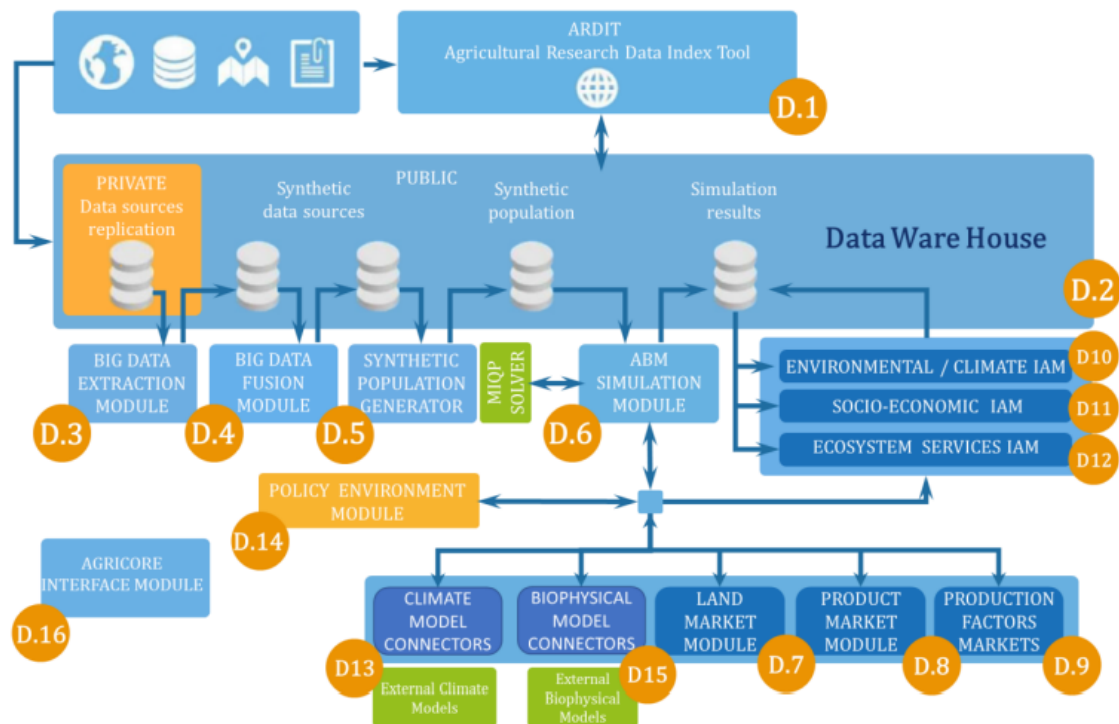 ARDIT
Agricultural Research Data Index Tool
D.1
PRIVATE
Data sources
replication
PUBLIC
Synthetic
data sources
Synthetic
population
Simulation
results
Data Ware House
D.2
BIG DATA
EXTRACTION
MODULE
D.3
BIG DATA
FUSION
MODULE
D.4
SYNTHETIC
POPULATION
GENERATOR
D.5
MIQP
SOLVER
ABM
SIMULATION
MODULE
D.6
ENVIRONMENTAL / CLIMATE IAM
D10
SOCIO-ECONOMIC IAM
D11
ECOSYSTEM SERVICES IAM
D12
POLICY ENVIRONMENT
MODULE
D.14
AGRICORE
INTERFACE MODULE
D.16
CLIMATE
MODEL
CONNECTORS
D13
BIOPHYSICAL
MODEL
CONNECTORS
D15
LAND
MARKET
MODULE
D.7
PRODUCT
MARKET
MODULE
D.8
PRODUCTION
FACTORS
MARKETS
D.9
External Climate
Models
External
Biophysical
Models